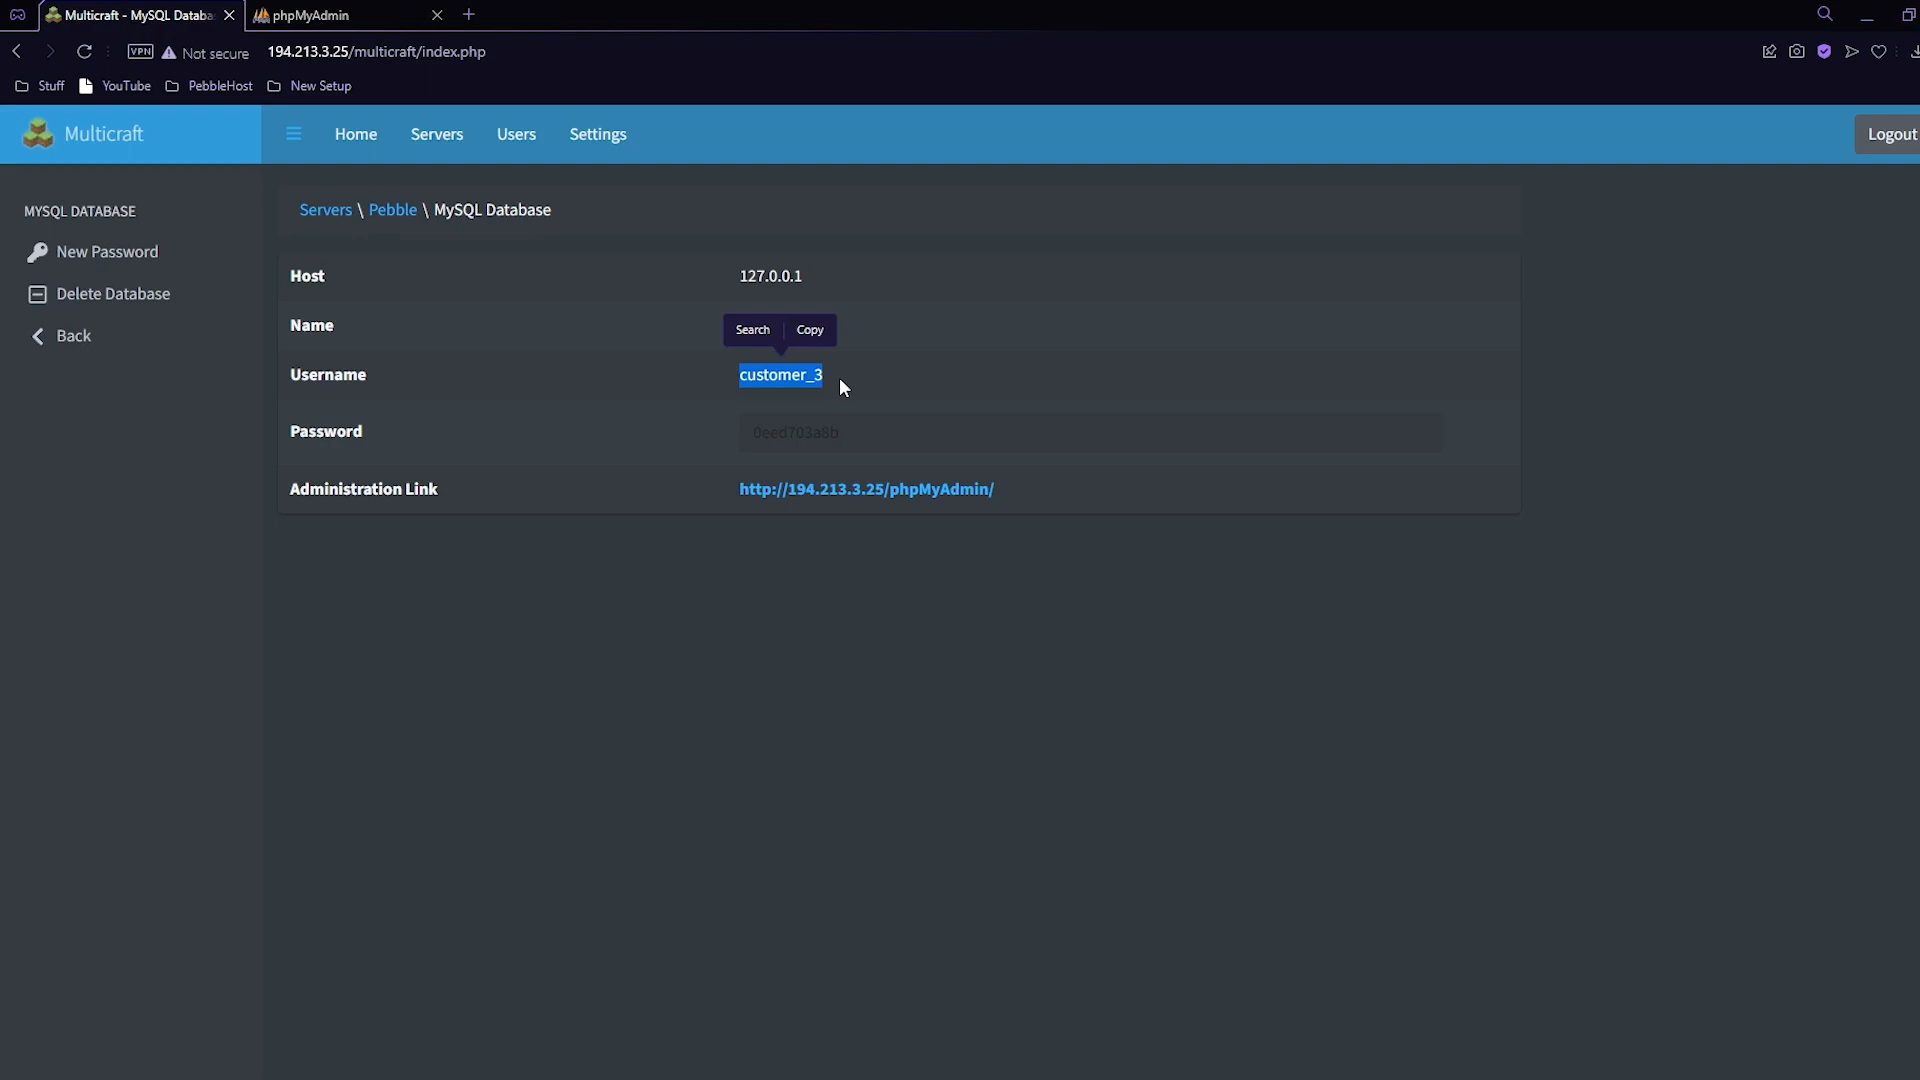 Multicraft - MySQL Databa
phpMyAdmin
VPN Not secure 194.213.3.25/multicraft/index.php
Stuff YouTube PebbleHost New Setup
Multicraft Home Servers Users Settings Logout
MYSQL DATABASE
New Password
Delete Database
Back
Servers \ Pebble \ MySQL Database
Host 127.0.0.1
Name
Search Copy
Username customer_3
Password 0eed703a8b
Administration Link http://194.213.3.25/phpMyAdmin/